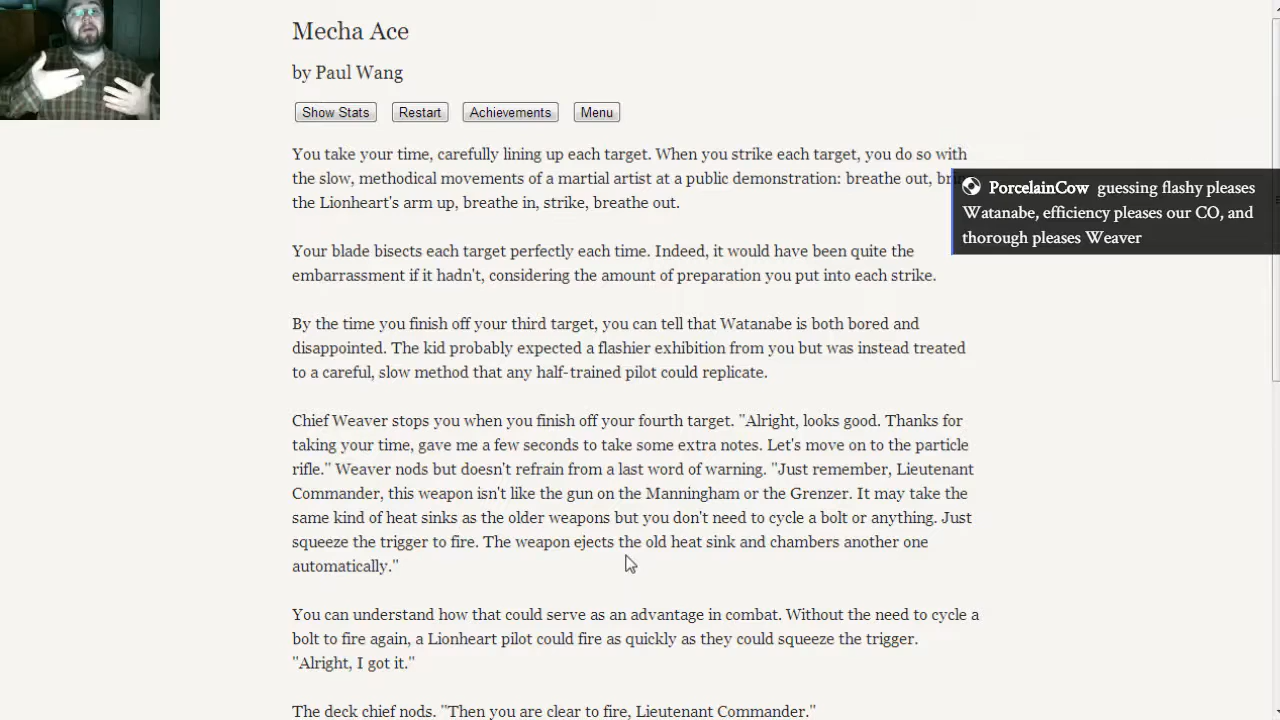 Mecha Ace
by Paul Wang
Show Stats Restart Achievements Menu
You take your time, carefully lining up each target. When you strike each target, you do so with
the slow, methodical movements of a martial artist at a public demonstration: breathe out,
the Lionheart's arm up, breathe in, strike, breathe out.
PorcelainCow guessing flashy pleases
Watanabe, efficiency pleases our CO, and
thorough pleases Weaver
Your blade bisects each target perfectly each time. Indeed, it would have been quite the
embarrassment if it hadn't, considering the amount of preparation you put into each strike.
By the time you finish off your third target, you can tell that Watanabe is both bored and
disappointed. The kid probably expected a flashier exhibition from you but was instead treated
to a careful, slow method that any half-trained pilot could replicate.
Chief Weaver stops you when you finish off your fourth target. "Alright, looks good. Thanks for
taking your time, gave me a few seconds to take some extra notes. Let's move on to the particle
rifle." Weaver nods but doesn't refrain from a last word of warning. "Just remember, Lieutenant
Commander, this weapon isn't like the gun on the Manningham or the Grenzer. It may take the
same kind of heat sinks as the older weapons but you don't need to cycle a bolt or anything. Just
squeeze the trigger to fire. The weapon ejects the old heat sink and chambers another one
automatically."
You can understand how that could serve as an advantage in combat. Without the need to cycle a
bolt to fire again, a Lionheart pilot could fire as quickly as they could squeeze the trigger.
"Alright, I got it."
The deck chief nods. "Then you are clear to fire, Lieutenant Commander."